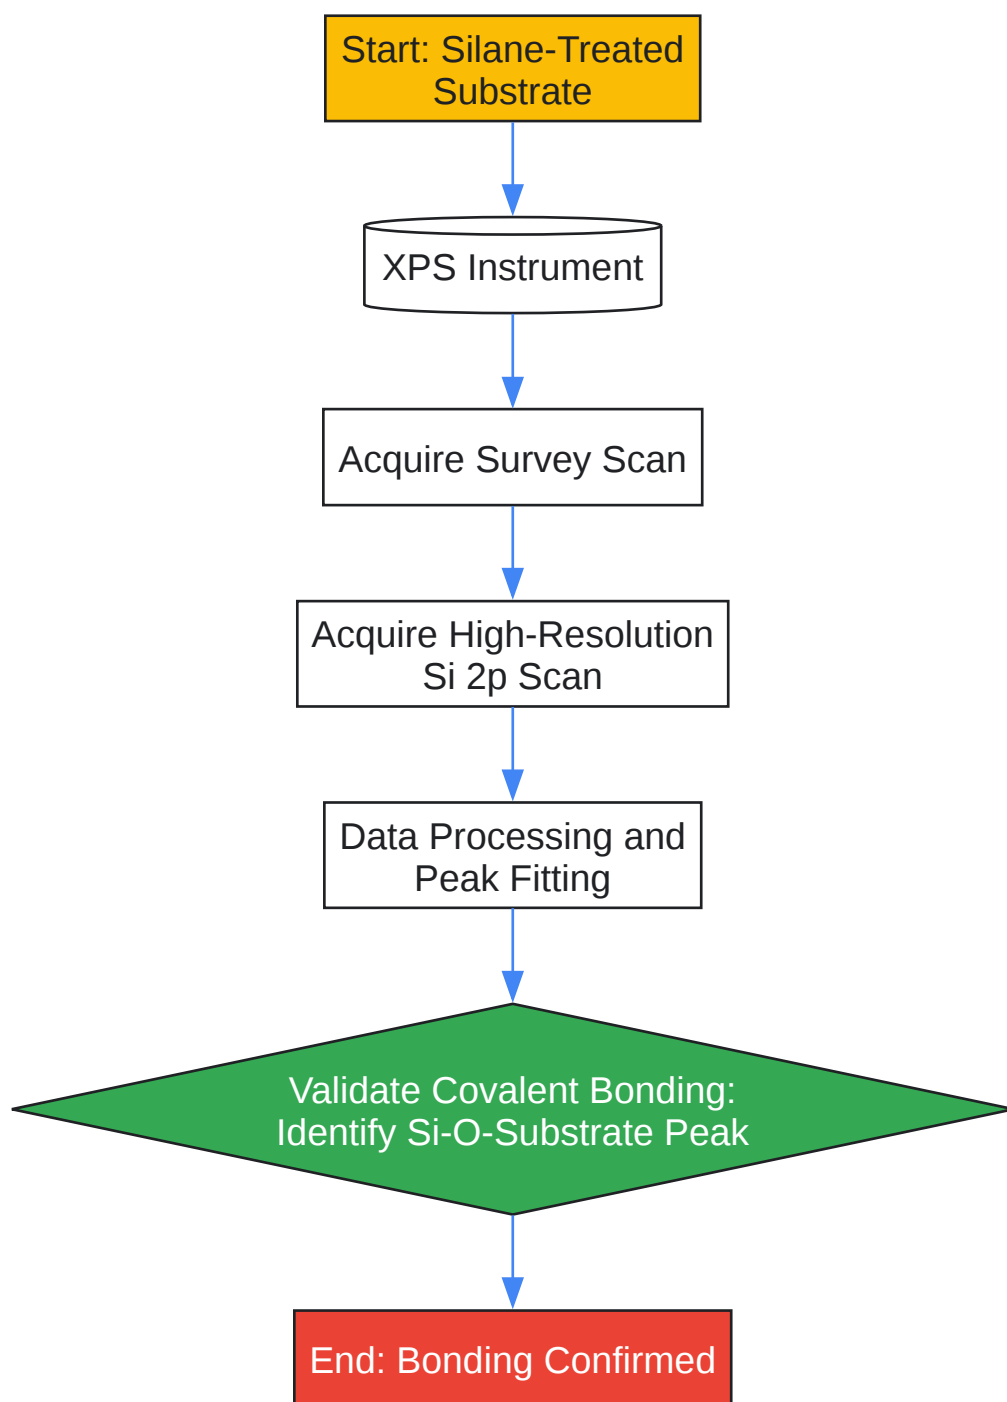 Start: Silane-Treated
Substrate
XPS Instrument
Acquire Survey Scan
Acquire High-Resolution
Si 2p Scan
Data Processing and
Peak Fitting
Validate Covalent Bonding:
Identify Si-O-Substrate Peak
End: Bonding Confirmed